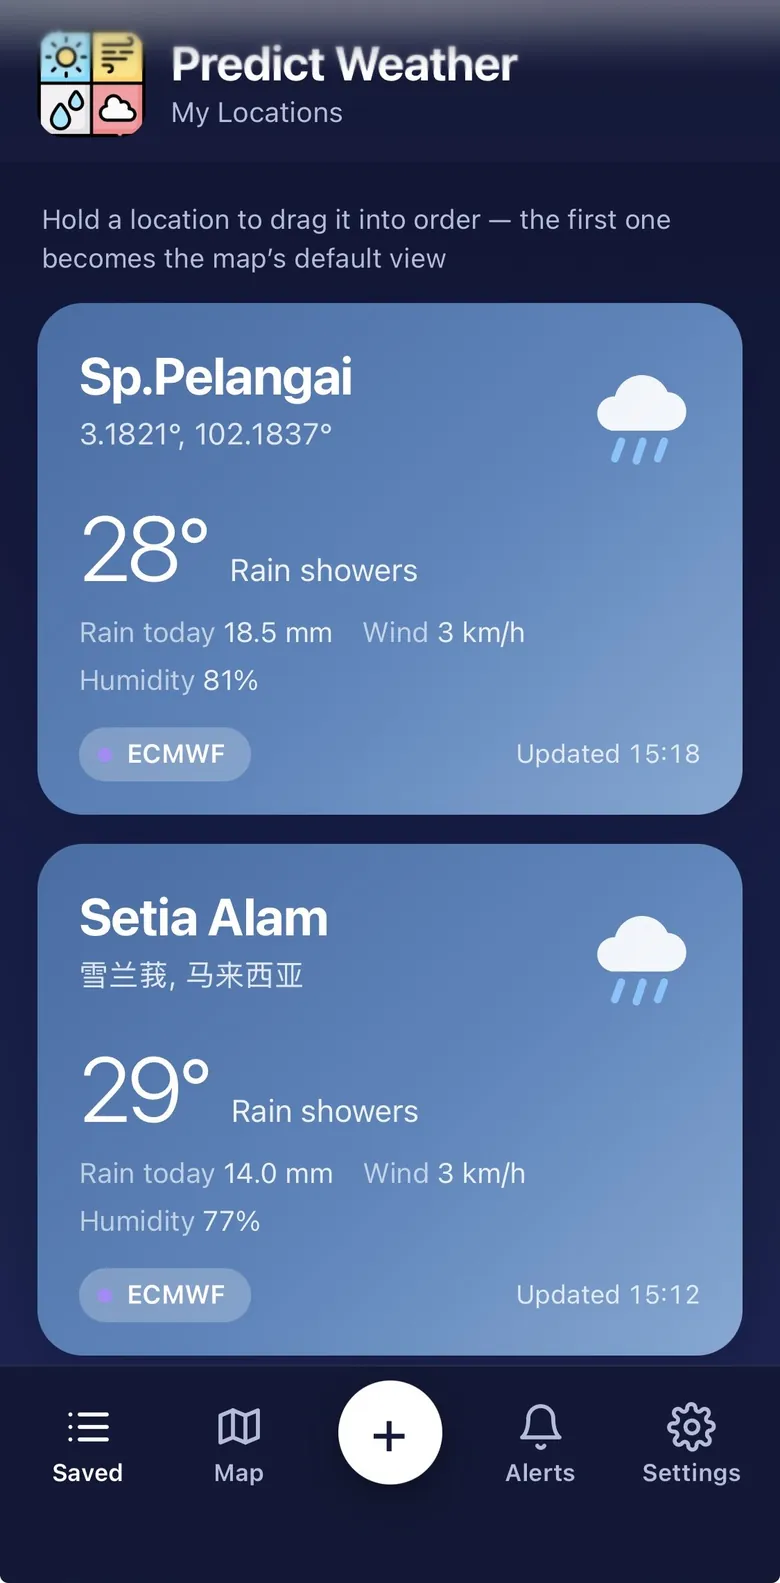 Predict Weather
My Locations
Hold a location to drag it into order — the first one
becomes the map’s default view
Sp.Pelangai
3.1821°, 102.1837°
28° Rain showers
Rain today 18.5 mm Wind 3 km/h
Humidity 81%
ECMWF Updated 15:18
Setia Alam
雪兰莪, 马来西亚
29° Rain showers
Rain today 14.0 mm Wind 3 km/h
Humidity 77%
ECMWF Updated 15:12
+
Saved Map Alerts Settings